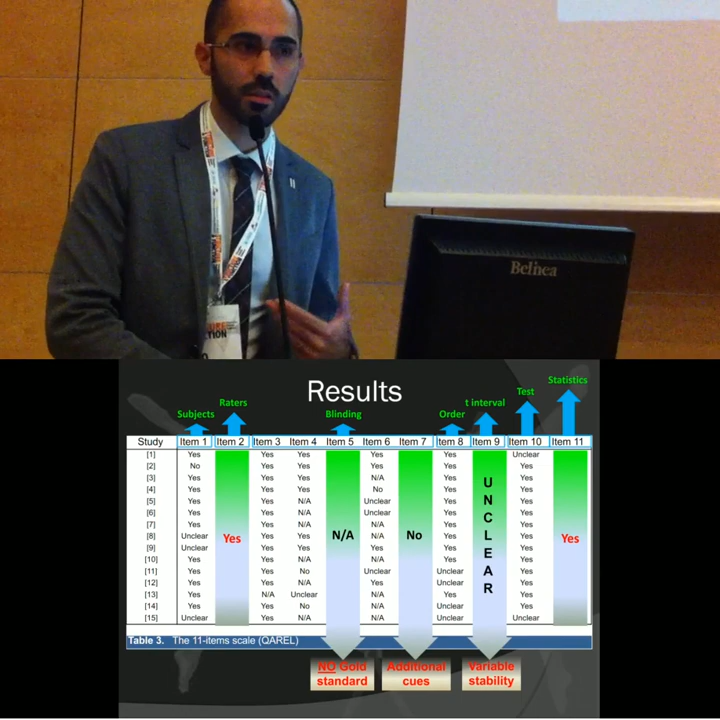 Belinea
Results
Subjects Raters Blinding Order t interval Test Statistics
Study Item 1 Item 2 Item 3 Item 4 Item 5 Item 6 Item 7 Item 8 Item 9 Item 10 Item 11
[1] Yes Yes Yes Yes Yes Unclear
[2] No Yes Yes Yes Yes Yes
[3] Yes Yes Yes N/A Yes Yes
[4] Yes Yes Yes No Yes Yes
[5] Yes Yes N/A Unclear Yes Yes
[6] Yes Yes N/A Unclear Yes Yes
[7] Yes Yes N/A N/A Yes Yes
[8] Unclear Yes Yes Yes N/A N/A No Yes Yes Yes
[9] Unclear Yes Yes Yes Yes Yes
[10] Yes Yes N/A N/A Yes Yes
[11] Yes Yes No Unclear Unclear Yes
[12] Yes Yes N/A Yes Unclear Yes
[13] Yes N/A Unclear N/A Unclear Yes
[14] Yes Yes No N/A Unclear Yes
[15] Unclear Yes Yes N/A Unclear Unclear
U
N
C
L
E
A
R
Table 3. The 11-items scale (QAREL)
NO Gold
standard
Additional
cues
Variable
stability